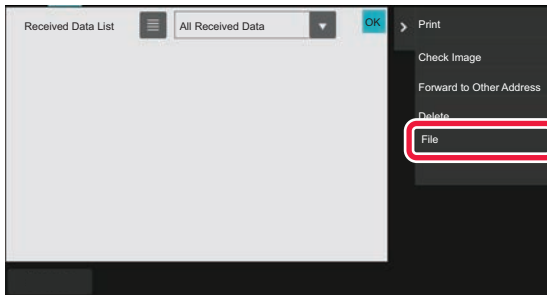 Received Data List
All Received Data
OK
Print
Check Image
Forward to Other Address
Delete
File